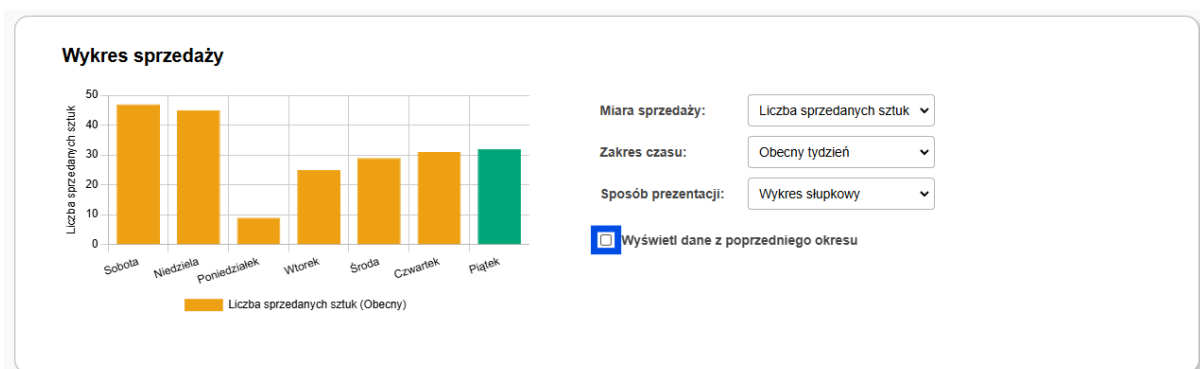 Wykres sprzedaży
Liczba sprzedanych sztuk
50
40
30
20
10
0
Sobota
Niedziela
Poniedziałek
Wtorek
Środa
Czwartek
Piątek
Liczba sprzedanych sztuk (Obecny)
Miara sprzedaży:
Liczba sprzedanych sztuk
Zakres czasu:
Obecny tydzień
Sposób prezentacji:
Wykres słupkowy
Wyświetl dane z poprzedniego okresu